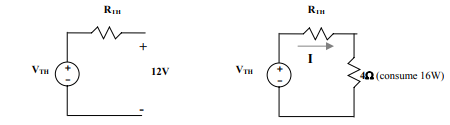 RTH
+
VTH
+
-
12V
-
RTH
I
VTH
+
-
4Ω (consume 16W)